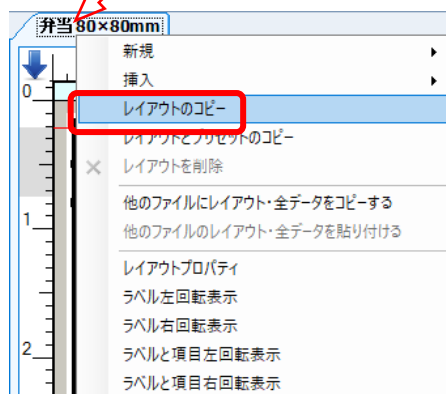 弁当80×80mm
新規
挿入
0
レイアウトのコピー
レイアウトとプリセットのコピー
レイアウトを削除
他のファイルにレイアウト・全データをコピーする
1
他のファイルのレイアウト・全データを貼り付ける
レイアウトプロパティ
ラベル左回転表示
ラベル右回転表示
2
ラベルと項目左回転表示
ラベルと項目右回転表示